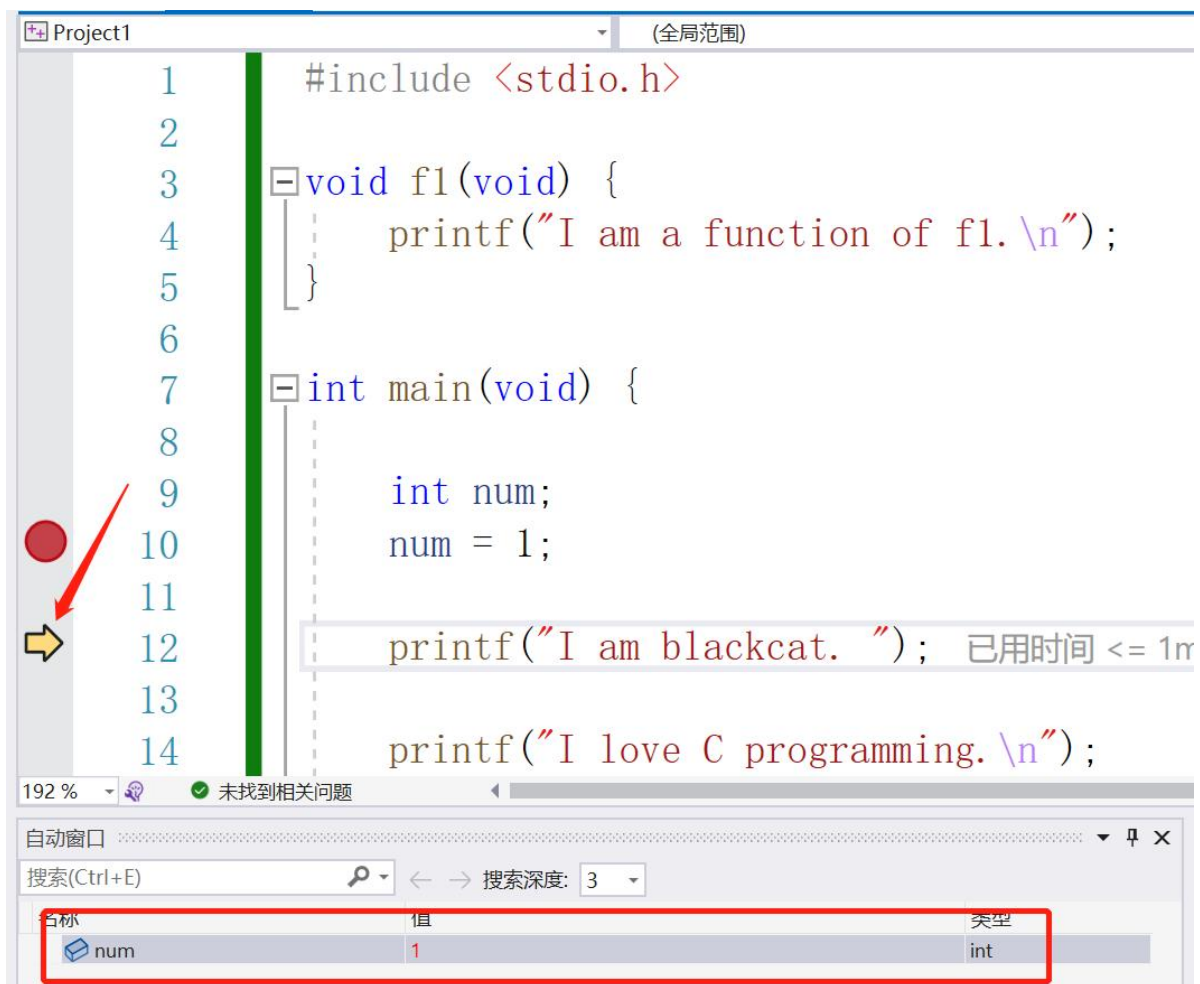 Project1 (全局范围)
1 #include <stdio.h>
2
3 void f1(void) {
4 printf("I am a function of f1.\n");
5 }
6
7 int main(void) {
8
9 int num;
10 num = 1;
11
12 printf("I am blackcat. "); 已用时间 <= 1m
13
14 printf("I love C programming.\n");
192 % 未找到相关问题
自动窗口
搜索(Ctrl+E) 搜索深度: 3
名称 值 类型
num 1 int